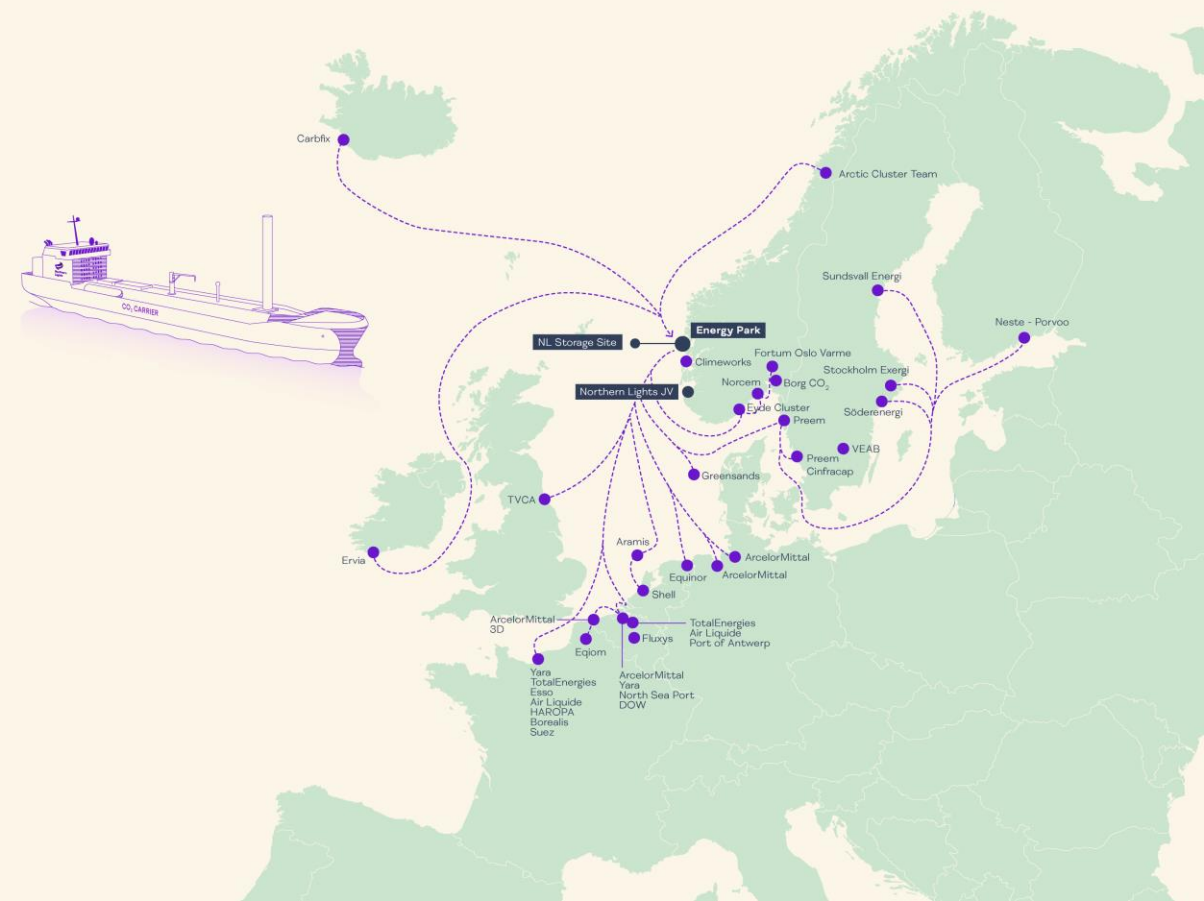 Carbfix
Arctic Cluster Team
Sundsvall Energi
CO₂ CARRIER
Neste - Porvoo
Energy Park
NL Storage Site
Fortum Oslo Varme
Climeworks
Stockholm Exergi
Norcem
Borg CO₂
Northern Lights JV
Eyde Cluster
Söderenergi
Preem
VEAB
Preem
Cinfracap
Greensands
TVCA
Aramis
Ervia
ArcelorMittal
Equinor
ArcelorMittal
Shell
ArcelorMittal
3D
TotalEnergies
Air Liquide
Port of Antwerp
Fluxys
Eqiom
Yara
TotalEnergies
Esso
Air Liquide
HAROPA
Borealis
Suez
ArcelorMittal
Yara
North Sea Port
DOW